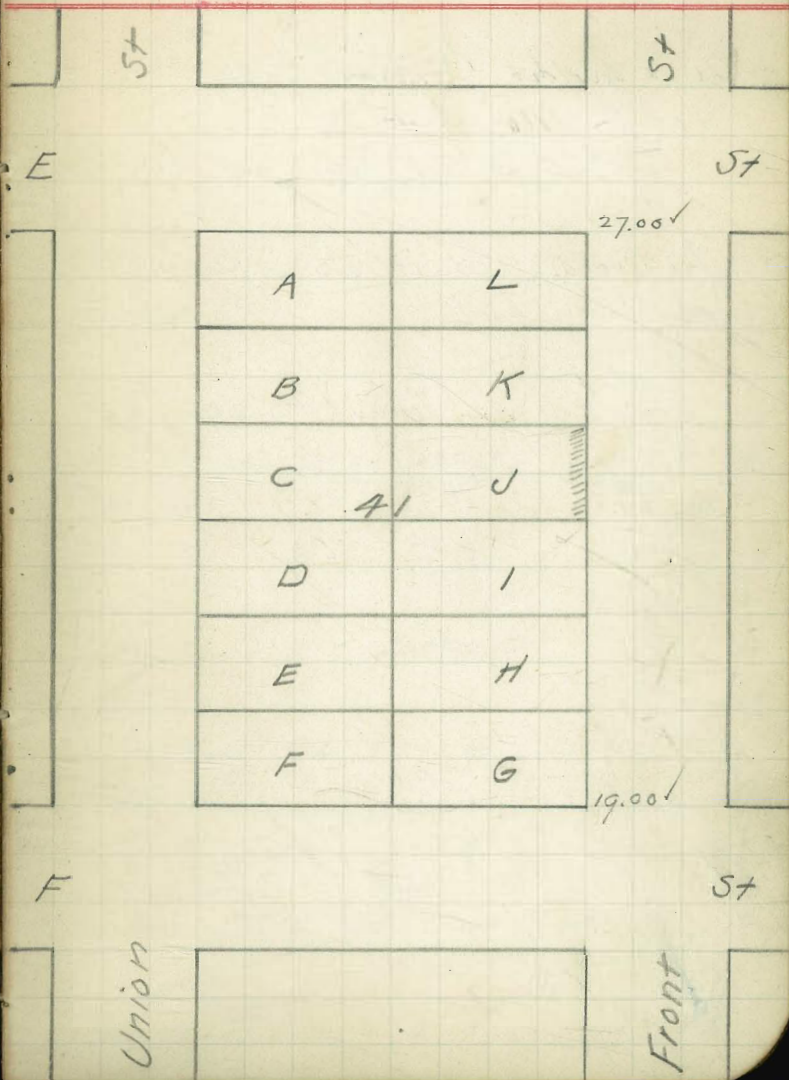 St St
E St
27.00✓
A L
B K
C J
41
D I
E H
F G
19.00✓
F St
Union Front